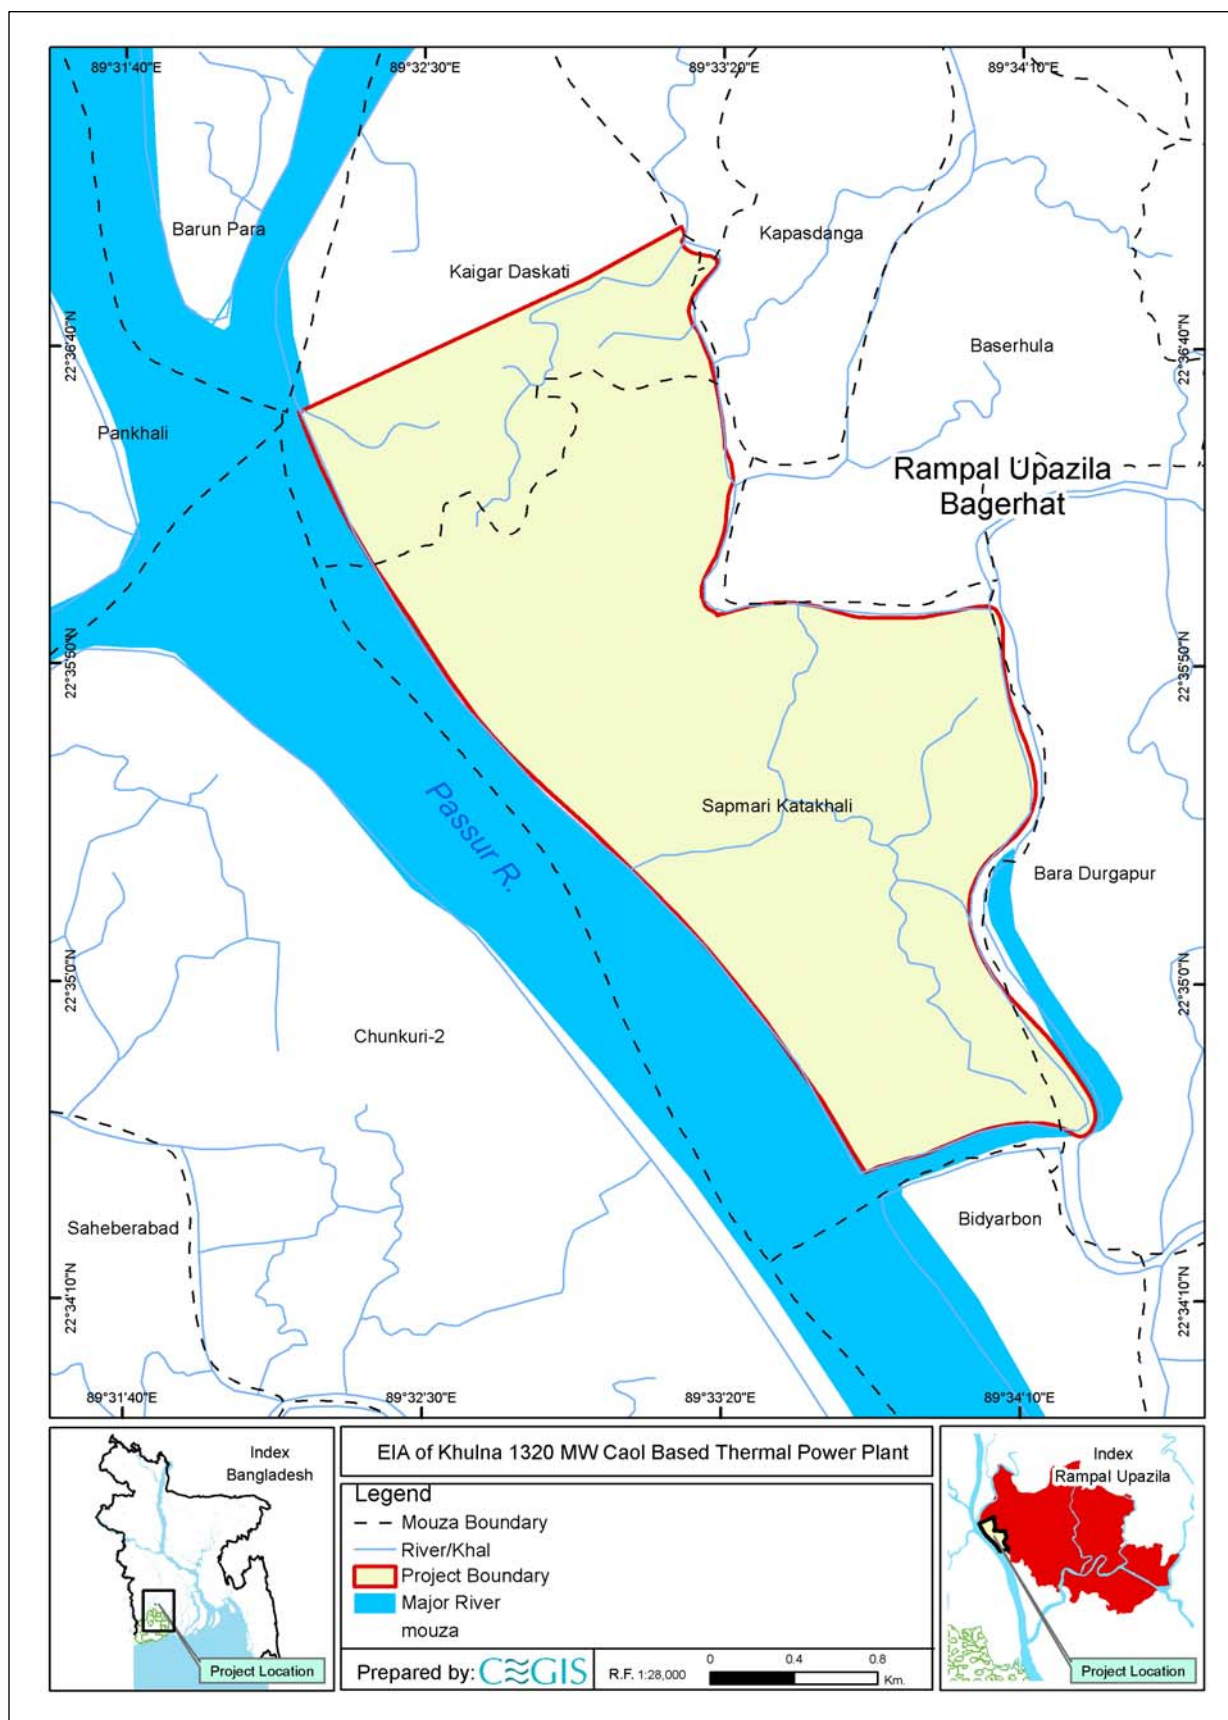 89°31'40"E
89°32'30"E
89°33'20"E
89°34'10"E
Barun Para
Kapasdanga
Kaigar Daskati
22°36'40"N
22°36'40"N
Baserhula
Pankhali
Rampal Upazila
Bagerhat
22°35'50"N
22°35'50"N
Sapmari Katakhali
Passur R.
Bara Durgapur
22°35'0"N
22°35'0"N
Chunkuri-2
Saheberabad
Bidyarbon
22°34'10"N
22°34'10"N
89°31'40"E
89°32'30"E
89°33'20"E
89°34'10"E
Index
Bangladesh
Project Location
EIA of Khulna 1320 MW Caol Based Thermal Power Plant
Legend
Mouza Boundary
River/Khal
Project Boundary
Major River
mouza
Prepared by: CEGIS
R.F. 1:28,000
0 0.4 0.8
Km.
Index
Rampal Upazila
Project Location